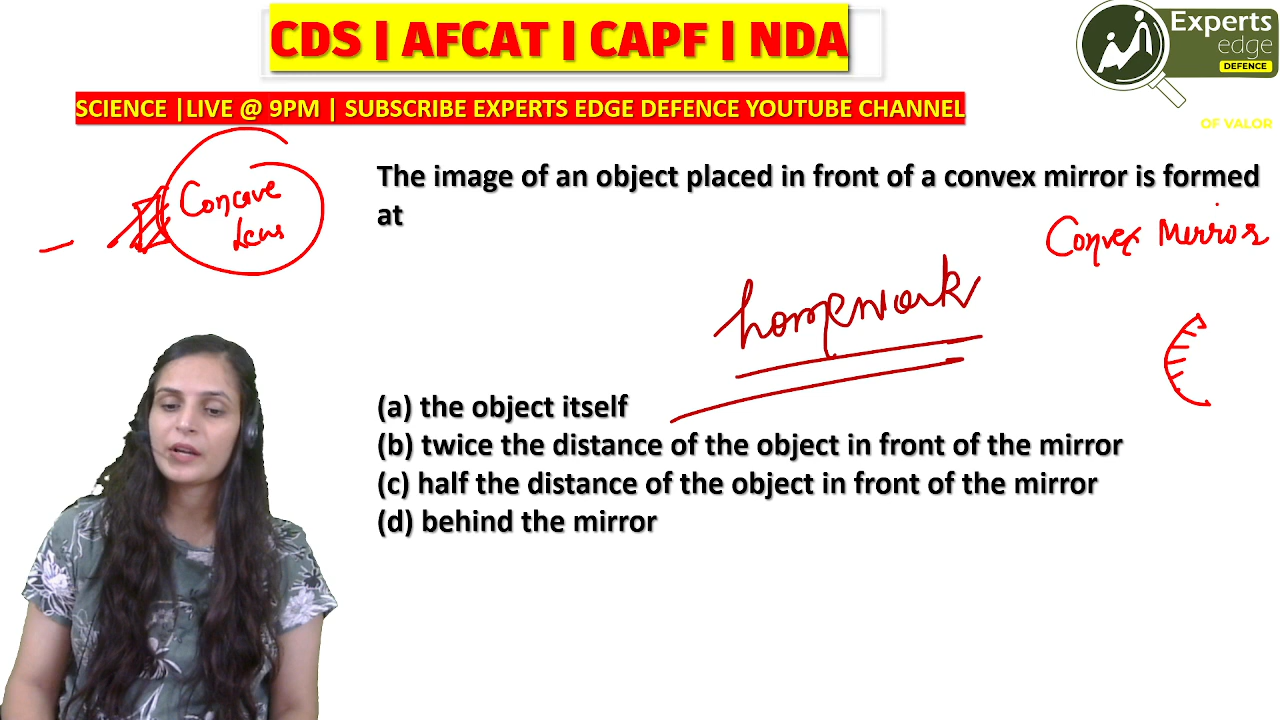 CDS | AFCAT | CAPF | NDA
Experts
edge
DEFENCE
SCIENCE |LIVE @ 9PM | SUBSCRIBE EXPERTS EDGE DEFENCE YOUTUBE CHANNEL
OF VALOR
Concave
Lens
The image of an object placed in front of a convex mirror is formed
at
Convex Mirror
homework
(a) the object itself
(b) twice the distance of the object in front of the mirror
(c) half the distance of the object in front of the mirror
(d) behind the mirror